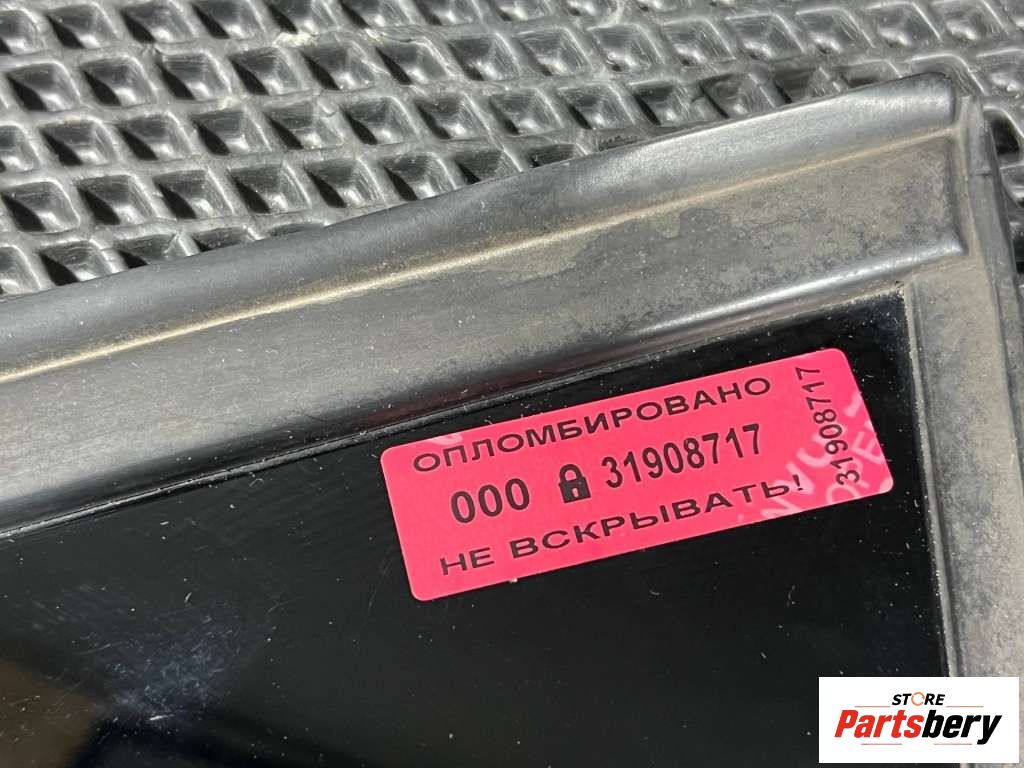 ОПЛОМБИРОВАНО
000 31908717
НЕ ВСКРЫВАТЬ!
31908717
STORE
Partsbery